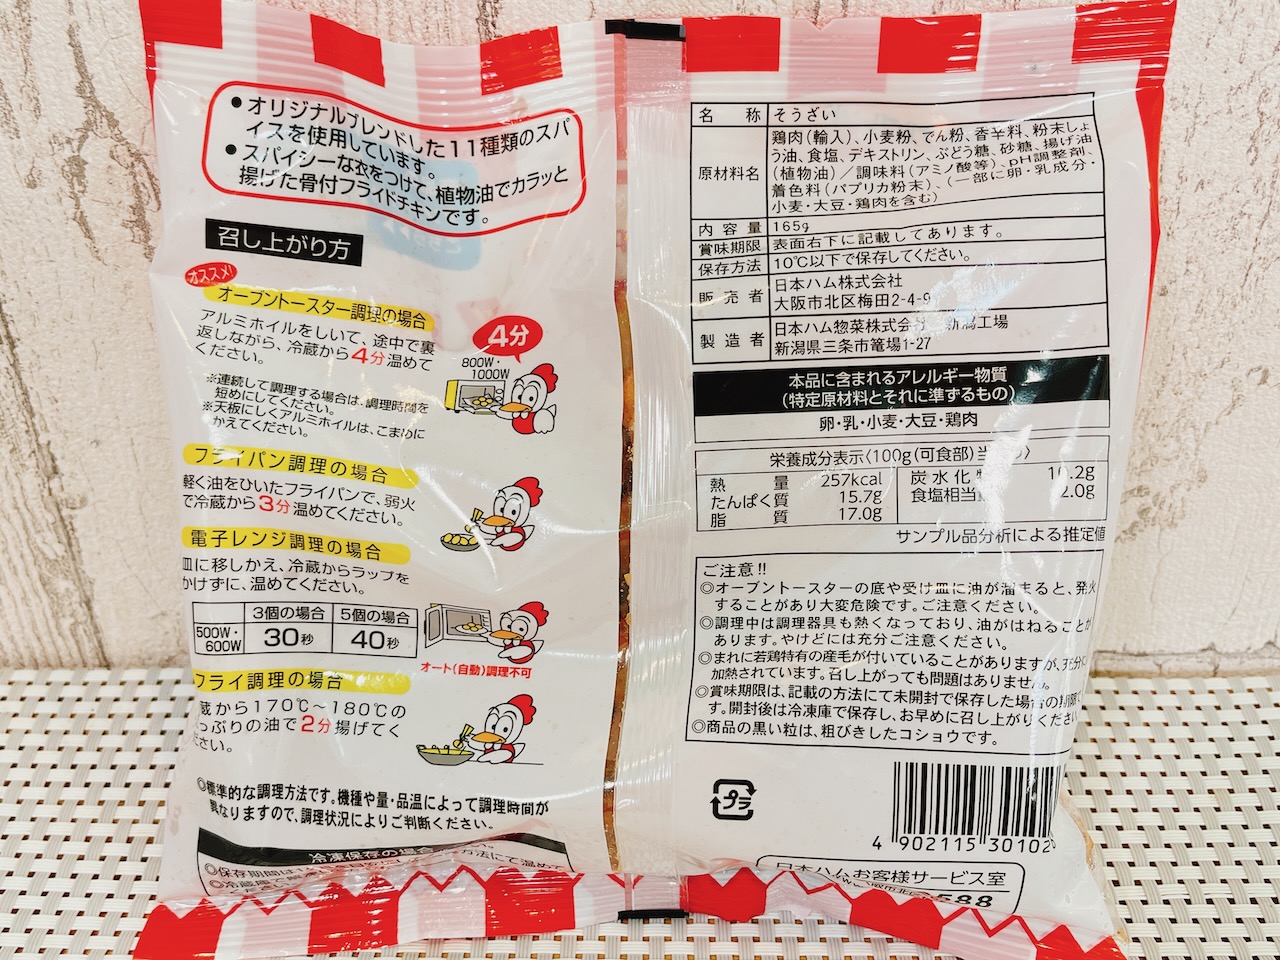 ●オリジナルブレンドした11種類のスパ
イスを使用しています。
●スパイシーな衣をつけて、植物油でカラッと
揚げた骨付フライドチキンです。
召し上がり方
オススメ!
オーブントースター調理の場合
アルミホイルをしいて、途中で裏
返しながら、冷蔵から4分温めて
ください。
※連続して調理する場合は、調理時間を
短めにしてください。
※天板にしくアルミホイルは、こまめに
かえてください。
4分
800W・
1000W
フライパン調理の場合
軽く油をひいたフライパンで、弱火
で冷蔵から3分温めてください。
電子レンジ調理の場合
皿に移しかえ、冷蔵からラップを
かけずに、温めてください。
3個の場合 5個の場合
500W・
600W 30秒 40秒
オート(自動)調理不可
フライ調理の場合
蔵から170℃〜180℃の
っぷりの油で2分揚げてく
ださい。
◎標準的な調理方法です。機種や量・品温によって調理時間が
異なりますので、調理状況によりご判断ください。
冷凍保存の場合
◎保存期間は
名称 そうざい
原材料名 鶏肉(輸入)、小麦粉、でん粉、香辛料、粉末しょ
う油、食塩、デキストリン、ぶどう糖、砂糖、揚げ油
(植物油)/調味料(アミノ酸等)、pH調整剤、
着色料(パプリカ粉末)、(一部に卵・乳成分・
小麦・大豆・鶏肉を含む)
内容量 165g
賞味期限 表面右下に記載してあります。
保存方法 10℃以下で保存してください。
販売者 日本ハム株式会社
大阪市北区梅田2-4-9
製造者 日本ハム惣菜株式会社 新潟工場
新潟県三条市篭場1-27
本品に含まれるアレルギー物質
(特定原材料とそれに準ずるもの)
卵・乳・小麦・大豆・鶏肉
栄養成分表示〈100g(可食部)当
熱量 257kcal 炭水化 10.2g
たんぱく質 15.7g 食塩相当 2.0g
脂質 17.0g
サンプル品分析による推定値
ご注意!!
◎オーブントースターの底や受け皿に油が溜まると、発火
することがあり大変危険です。ご注意ください。
◎調理中は調理器具も熱くなっており、油がはねることが
あります。やけどには充分ご注意ください。
◎まれに若鶏特有の産毛が付いていることがありますが、充分に
加熱されています。召し上がっても問題はありません。
◎賞味期限は、記載の方法にて未開封で保存した場合の期限で
す。開封後は冷凍庫で保存し、お早めに召し上がりください
◎商品の黒い粒は、粗びきしたコショウです。
プラ
4 902115 30102
日本ハムお客様サービス室